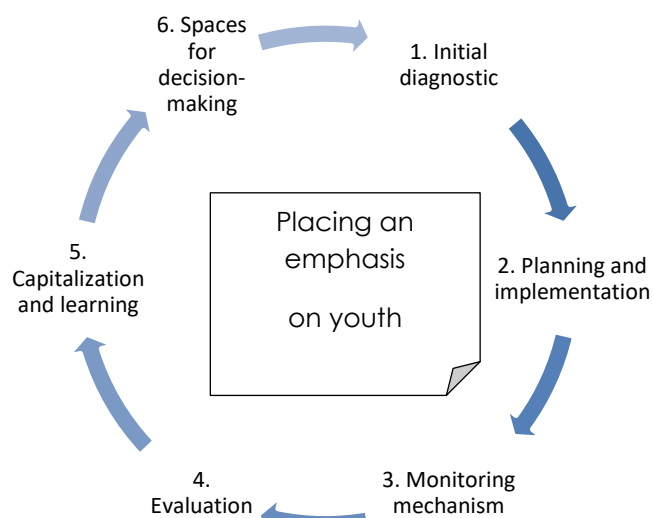 6. Spaces
for
decision-
making
1. Initial
diagnostic
Placing an
emphasis
on youth
2. Planning and
implementation
3. Monitoring
mechanism
4.
Evaluation
5.
Capitalization
and learning